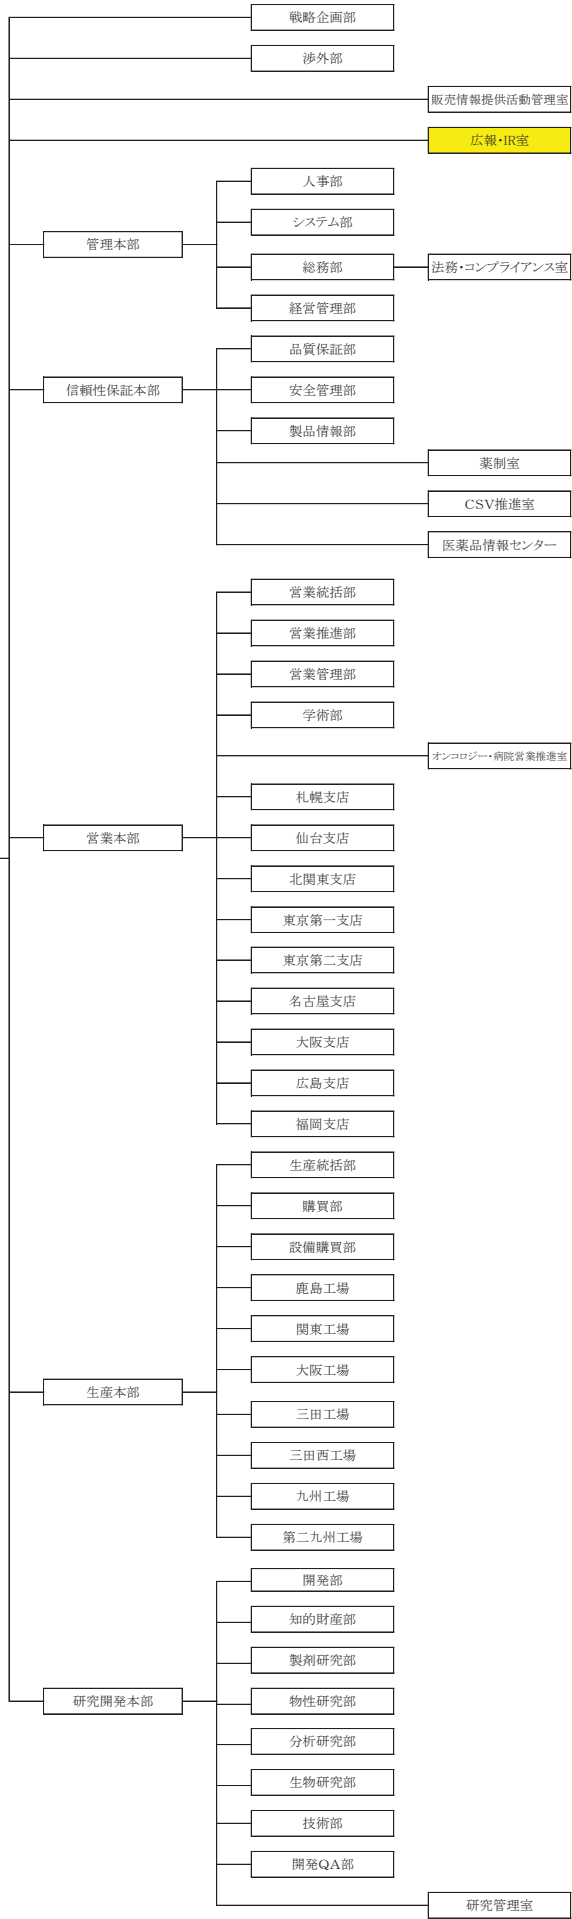 戦略企画部
渉外部
販売情報提供活動管理室
広報・IR室
人事部
システム部
管理本部
総務部
法務・コンプライアンス室
経営管理部
品質保証部
信頼性保証本部
安全管理部
製品情報部
薬制室
CSV推進室
医薬品情報センター
営業統括部
営業推進部
営業管理部
学術部
オンコロジー・病院営業推進室
札幌支店
営業本部
仙台支店
北関東支店
東京第一支店
東京第二支店
名古屋支店
大阪支店
広島支店
福岡支店
生産統括部
購買部
設備購買部
鹿島工場
関東工場
大阪工場
生産本部
三田工場
三田西工場
九州工場
第二九州工場
開発部
知的財産部
製剤研究部
研究開発本部
物性研究部
分析研究部
生物研究部
技術部
開発QA部
研究管理室